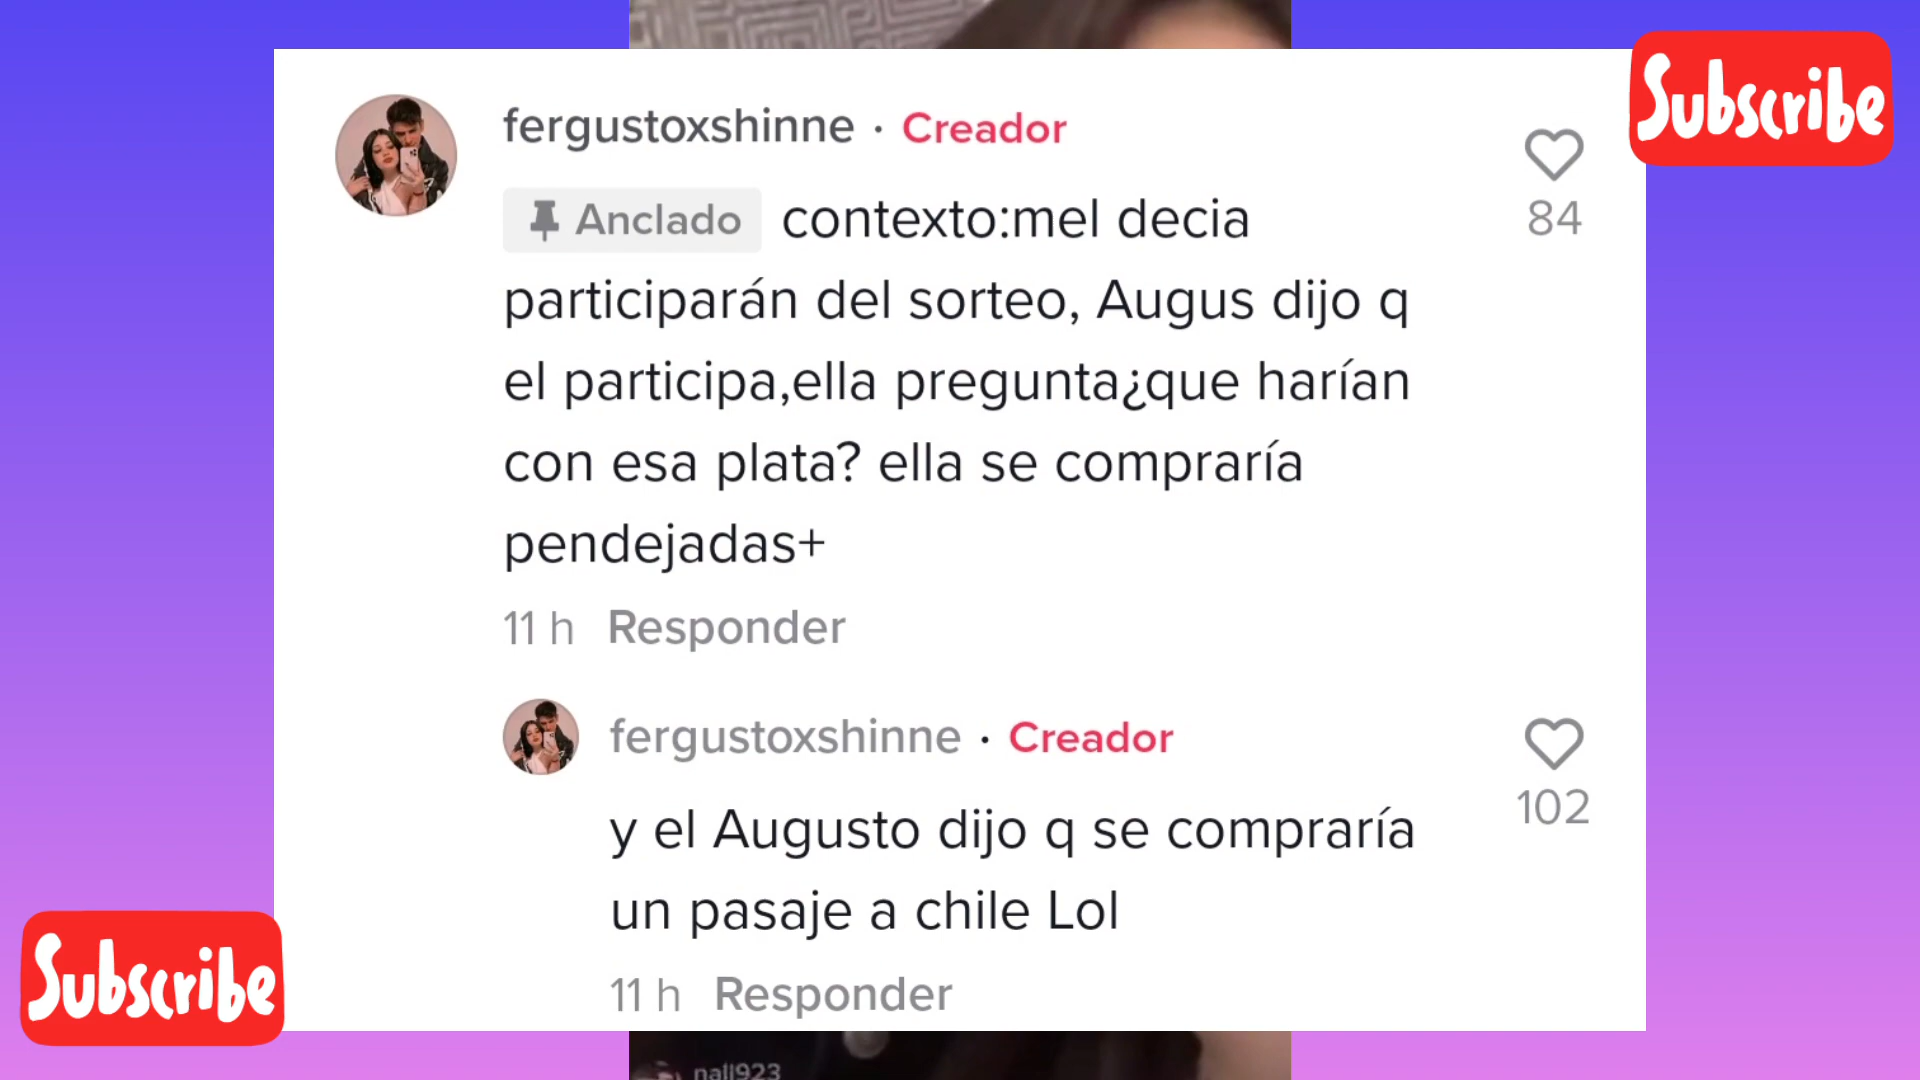 Subscribe
fergustoxshinne · Creador
Anclado contexto:mel decia
participarán del sorteo, Augus dijo q
el participa,ella pregunta¿que harían
con esa plata? ella se compraría
pendejadas+
84
11 h Responder
fergustoxshinne · Creador
y el Augusto dijo q se compraría
un pasaje a chile Lol
102
11 h Responder
Subscribe
nall923